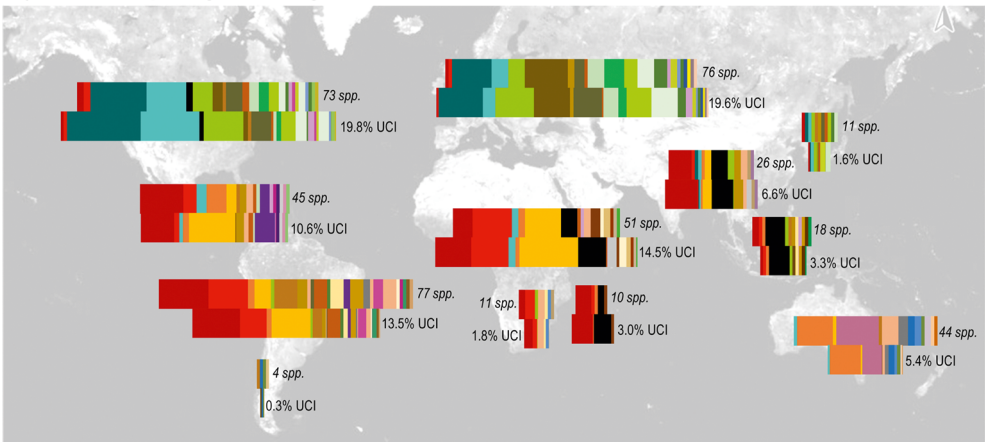 73 spp.
19.8% UCI
76 spp.
19.6% UCI
11 spp.
1.6% UCI
26 spp.
6.6% UCI
45 spp.
10.6% UCI
51 spp.
14.5% UCI
18 spp.
3.3% UCI
77 spp.
13.5% UCI
11 spp.
1.8% UCI
10 spp.
3.0% UCI
44 spp.
5.4% UCI
4 spp.
0.3% UCI